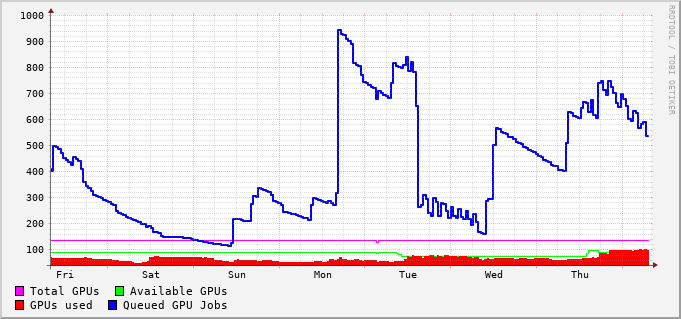 1000
900
800
700
600
500
400
300
200
100
Fri Sat Sun Mon Tue Wed Thu
Total GPUs Available GPUs
GPUs used Queued GPU Jobs
RRDTOOL / TOBI OETIKER